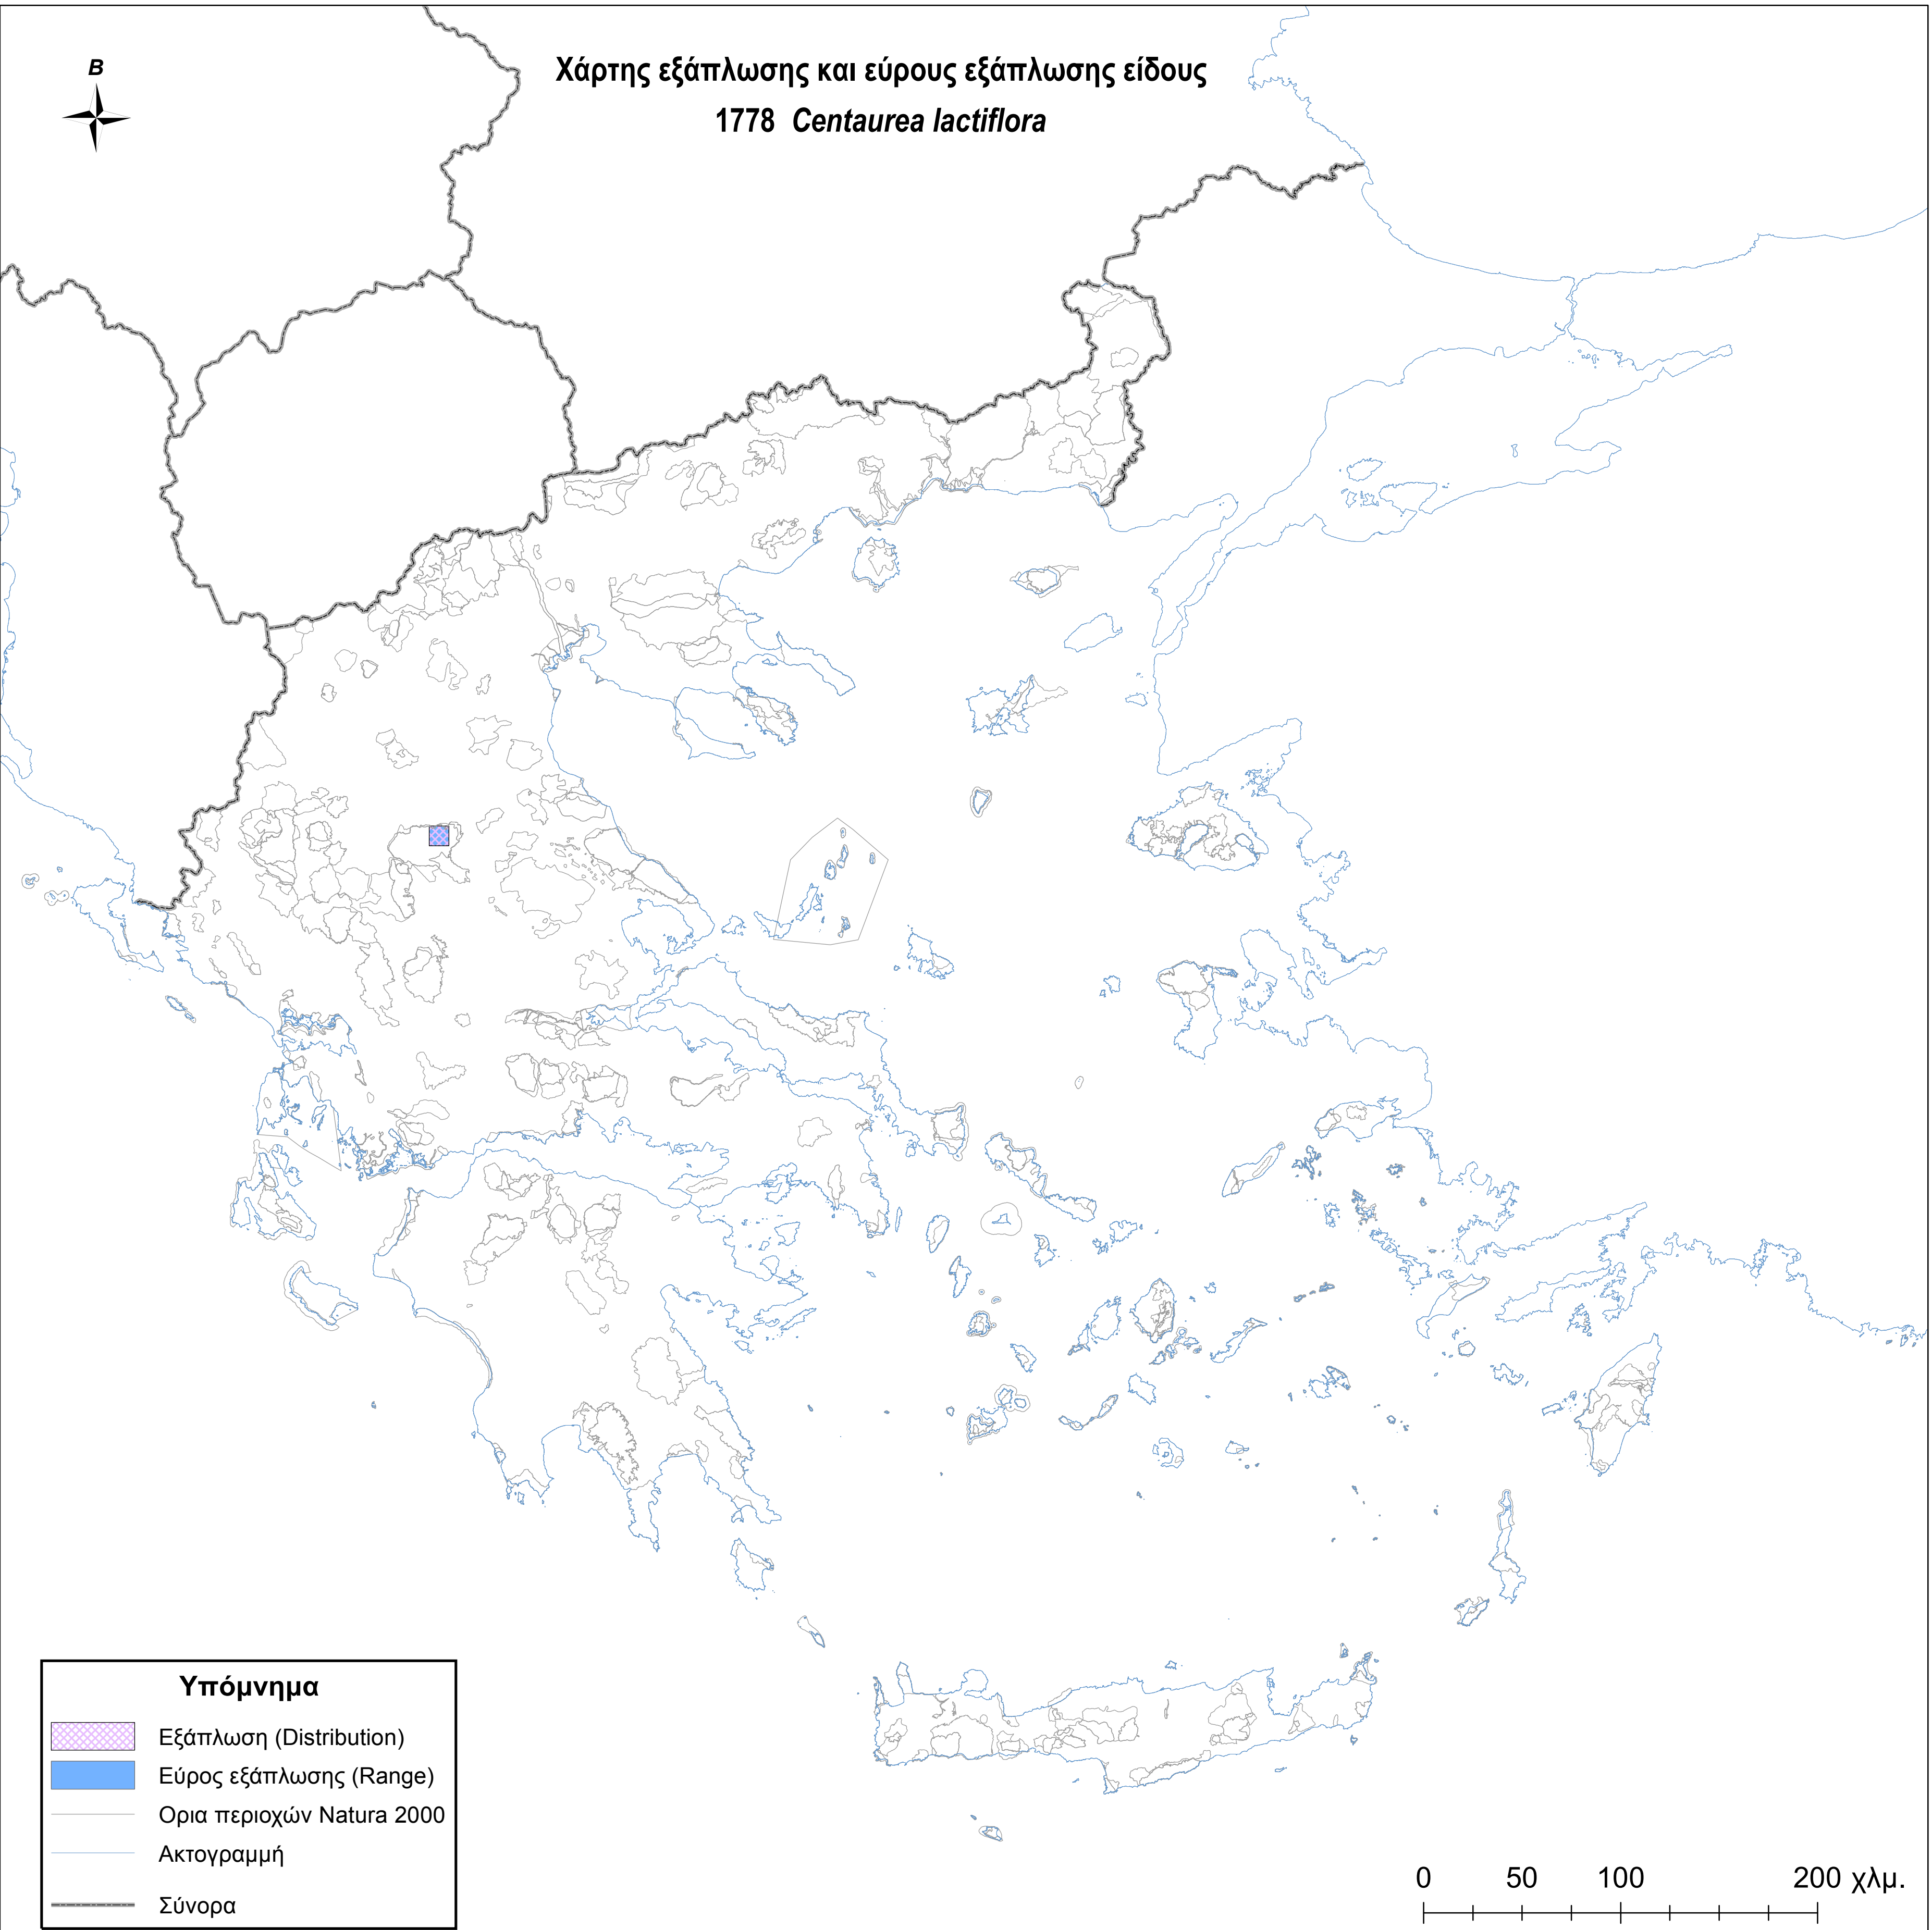 Χάρτης εξάπλωσης και εύρους εξάπλωσης είδους
1778 Centaurea lactiflora
Β
Υπόμνημα
Εξάπλωση (Distribution)
Εύρος εξάπλωσης (Range)
Ορια περιοχών Natura 2000
Ακτογραμμή
Σύνορα
0 50 100 200 χλμ.